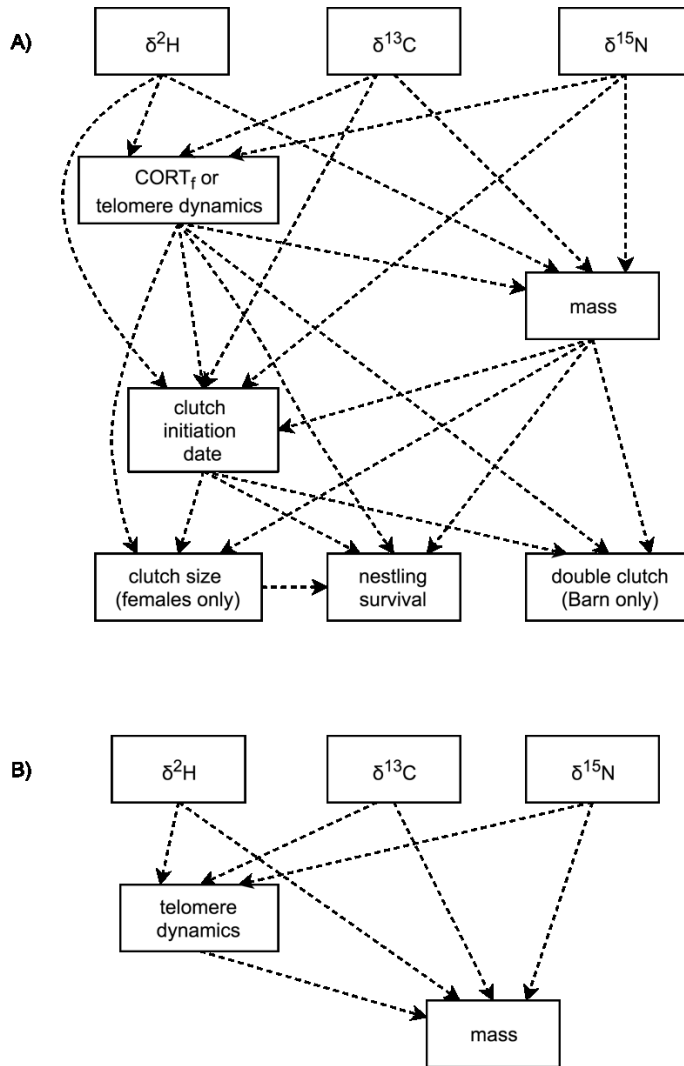 A)
δ²H
δ¹³C
δ¹⁵N
CORTf or
telomere dynamics
mass
clutch
initiation
date
clutch size
(females only)
nestling
survival
double clutch
(Barn only)
B)
δ²H
δ¹³C
δ¹⁵N
telomere
dynamics
mass